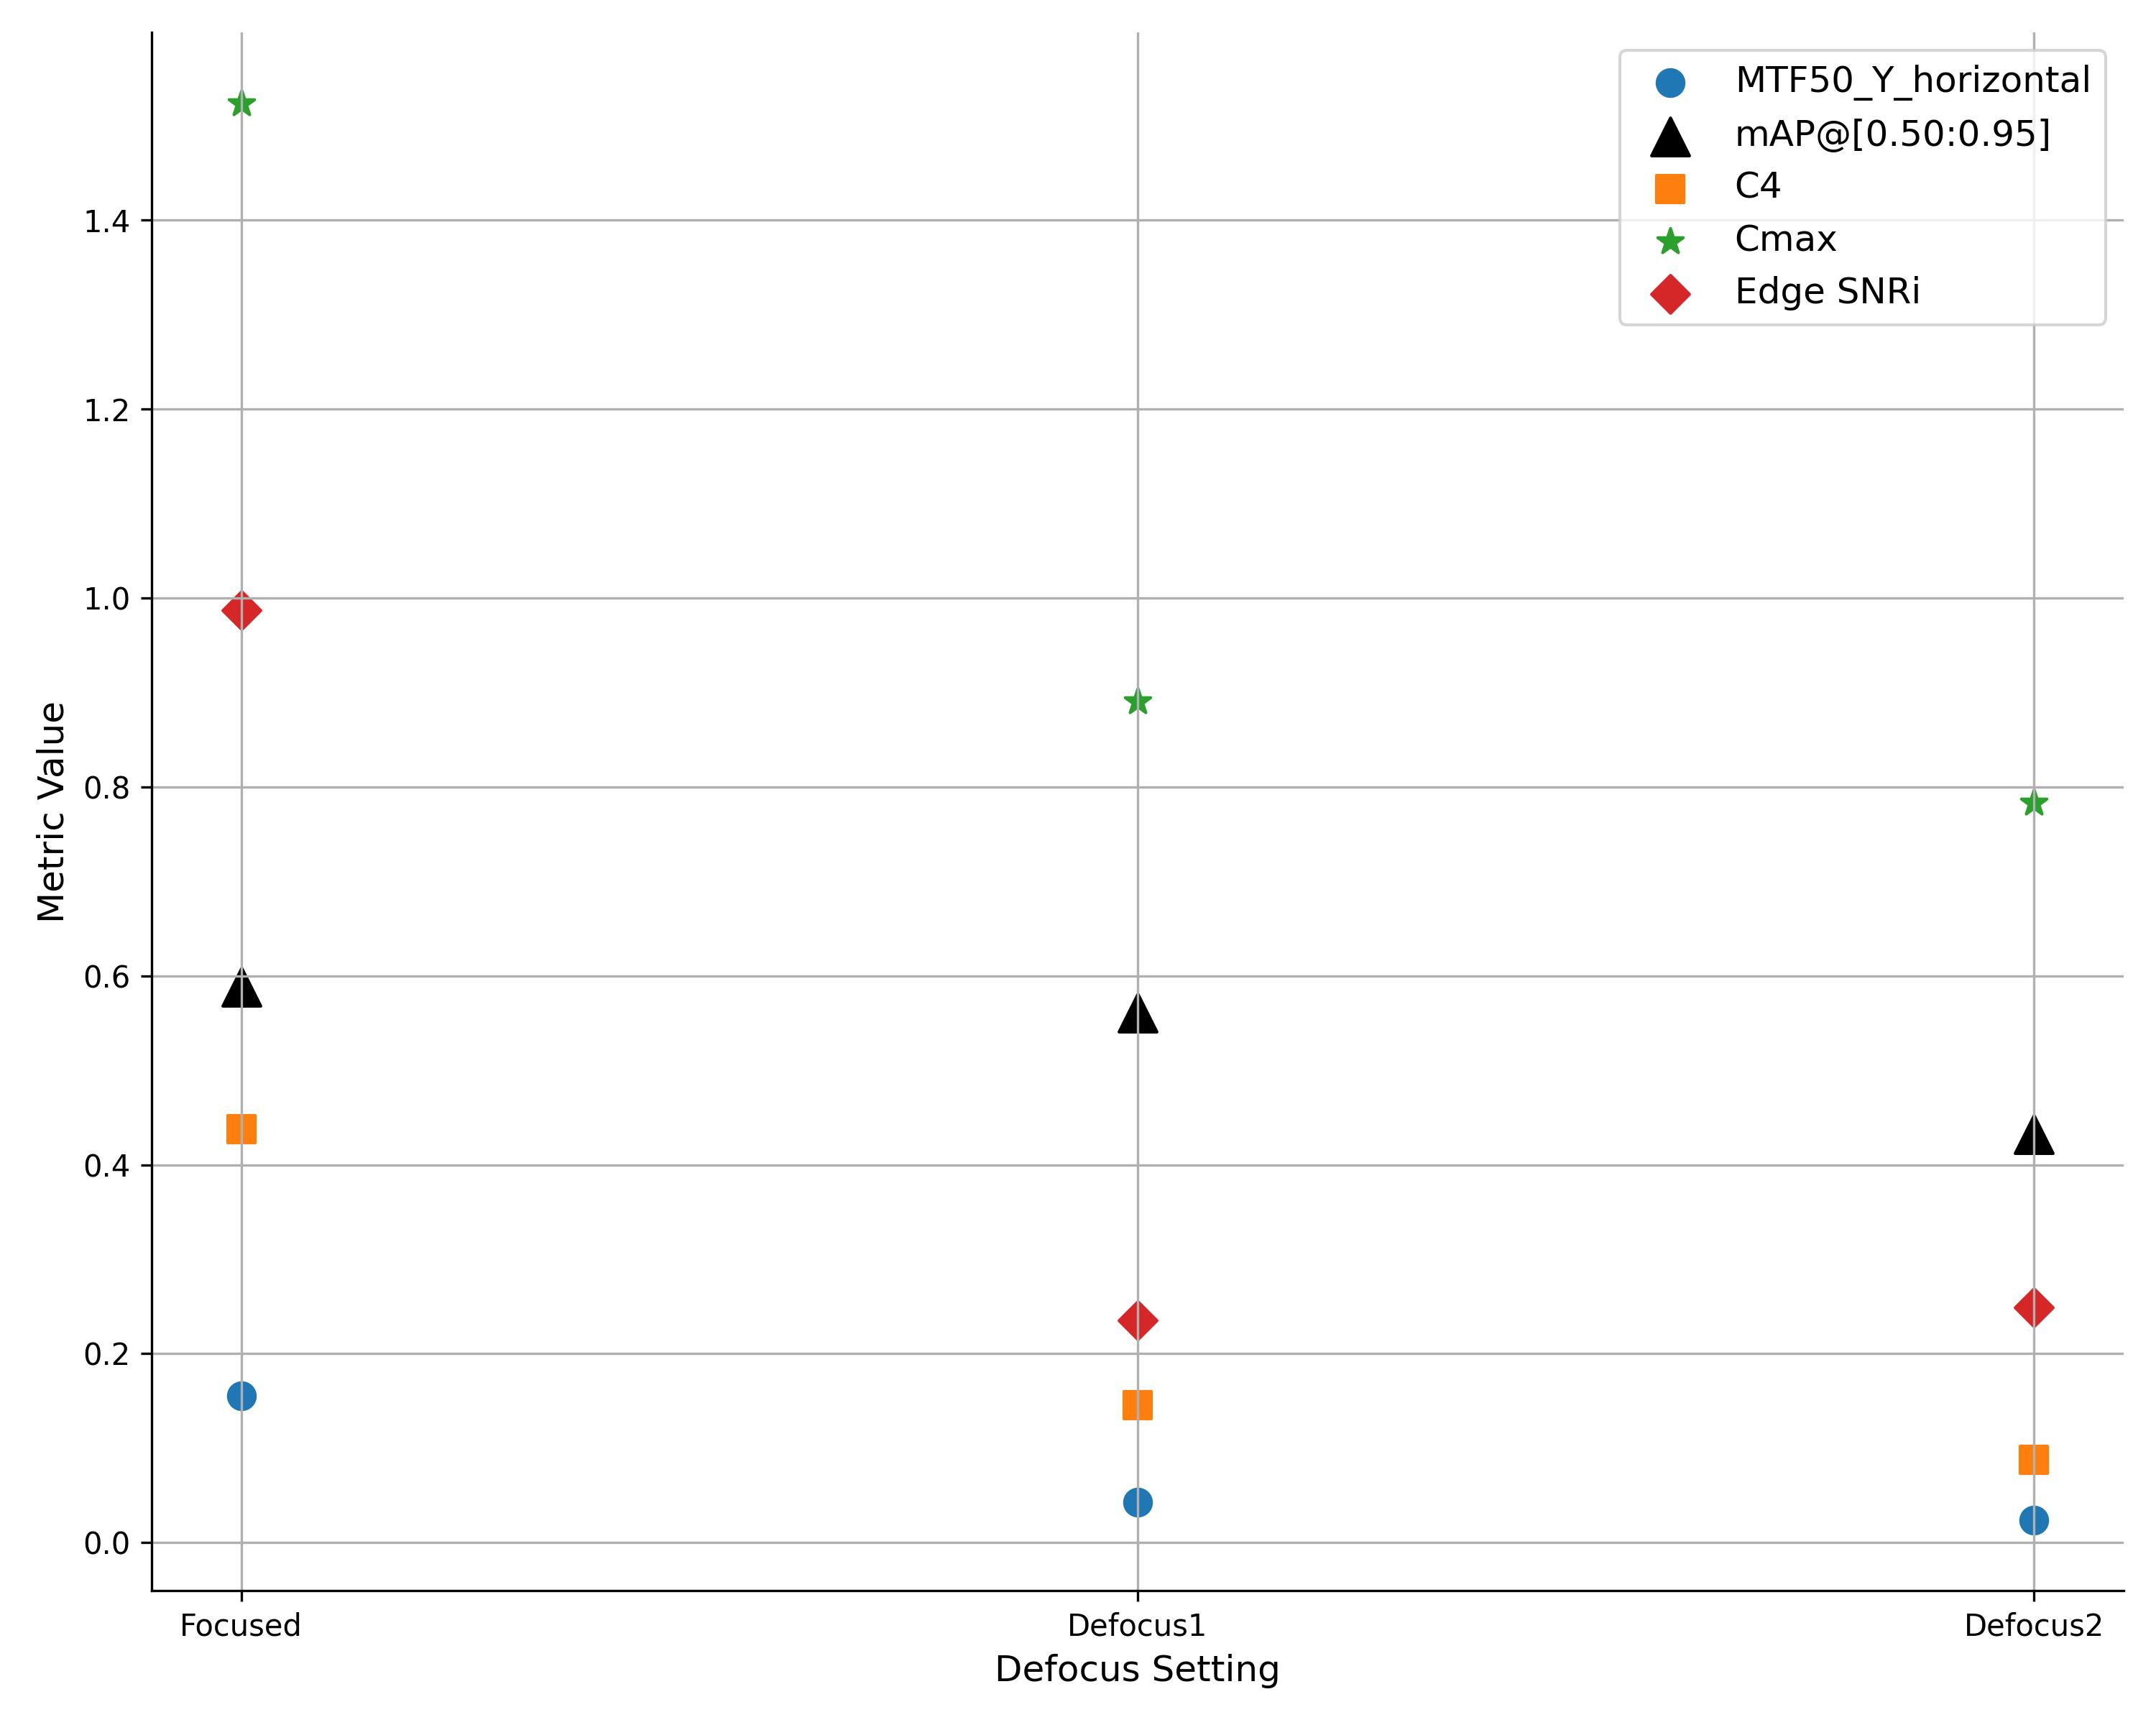 MTF50_Y_horizontal
mAP@[0.50:0.95]
C4
Cmax
Edge SNRi
Metric Value
1.4
1.2
1.0
0.8
0.6
0.4
0.2
0.0
Focused
Defocus1
Defocus2
Defocus Setting